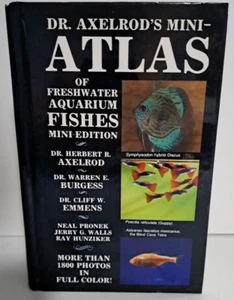 DR. AXELROD'S MINI-
ATLAS
OF FRESHWATER
AQUARIUM
FISHES
MINI-EDITION
DR. HERBERT R.
AXELROD
DR. WARREN E.
BURGESS
DR. CLIFF W.
EMMENS
NEAL PRONEK
JERRY G. WALLS
RAY HUNZIKER
MORE THAN
1800 PHOTOS
IN
FULL COLOR!
Symphysodon hybrid Discus
Poecilia reticulata (Guppy)
Astyanax fasciatus mexicanus,
the Blind Cave Tetra